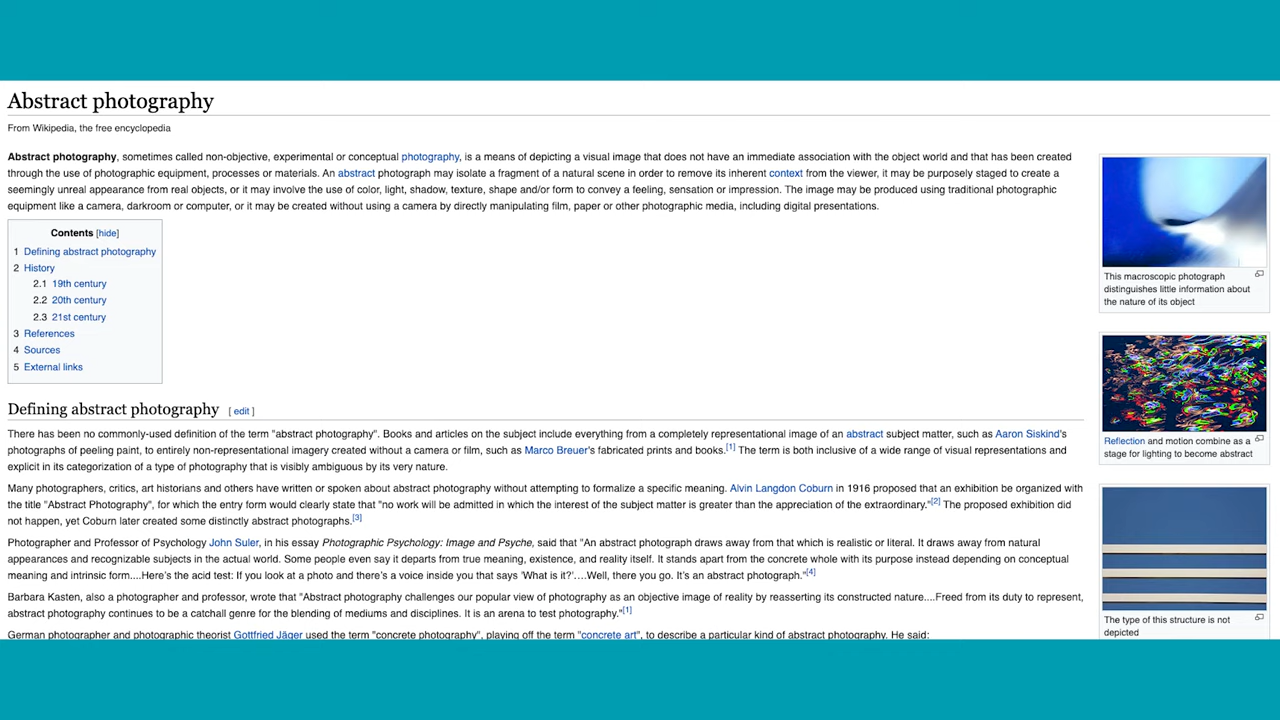 Abstract photography
From Wikipedia, the free encyclopedia
Abstract photography, sometimes called non-objective, experimental or conceptual photography, is a means of depicting a visual image that does not have an immediate association with the object world and that has been created
through the use of photographic equipment, processes or materials. An abstract photograph may isolate a fragment of a natural scene in order to remove its inherent context from the viewer, it may be purposely staged to create a
seemingly unreal appearance from real objects, or it may involve the use of color, light, shadow, texture, shape and/or form to convey a feeling, sensation or impression. The image may be produced using traditional photographic
equipment like a camera, darkroom or computer, or it may be created without using a camera by directly manipulating film, paper or other photographic media, including digital presentations.
Contents [hide]
1 Defining abstract photography
2 History
2.1 19th century
2.2 20th century
2.3 21st century
3 References
4 Sources
5 External links
Defining abstract photography [ edit ]
There has been no commonly-used definition of the term "abstract photography". Books and articles on the subject include everything from a completely representational image of an abstract subject matter, such as Aaron Siskind's
photographs of peeling paint, to entirely non-representational imagery created without a camera or film, such as Marco Breuer's fabricated prints and books.[1] The term is both inclusive of a wide range of visual representations and
explicit in its categorization of a type of photography that is visibly ambiguous by its very nature.
Many photographers, critics, art historians and others have written or spoken about abstract photography without attempting to formalize a specific meaning. Alvin Langdon Coburn in 1916 proposed that an exhibition be organized with
the title "Abstract Photography", for which the entry form would clearly state that "no work will be admitted in which the interest of the subject matter is greater than the appreciation of the extraordinary."[2] The proposed exhibition did
not happen, yet Coburn later created some distinctly abstract photographs.[3]
Photographer and Professor of Psychology John Suler, in his essay Photographic Psychology: Image and Psyche, said that "An abstract photograph draws away from that which is realistic or literal. It draws away from natural
appearances and recognizable subjects in the actual world. Some people even say it departs from true meaning, existence, and reality itself. It stands apart from the concrete whole with its purpose instead depending on conceptual
meaning and intrinsic form....Here's the acid test: If you look at a photo and there's a voice inside you that says 'What is it?'….Well, there you go. It's an abstract photograph."[4]
Barbara Kasten, also a photographer and professor, wrote that "Abstract photography challenges our popular view of photography as an objective image of reality by reasserting its constructed nature....Freed from its duty to represent,
abstract photography continues to be a catchall genre for the blending of mediums and disciplines. It is an arena to test photography."[1]
German photographer and photographic theorist Gottfried Jäger used the term "concrete photography", playing off the term "concrete art", to describe a particular kind of abstract photography. He said:
This macroscopic photograph
distinguishes little information about
the nature of its object
Reflection and motion combine as a
stage for lighting to become abstract
The type of this structure is not
depicted